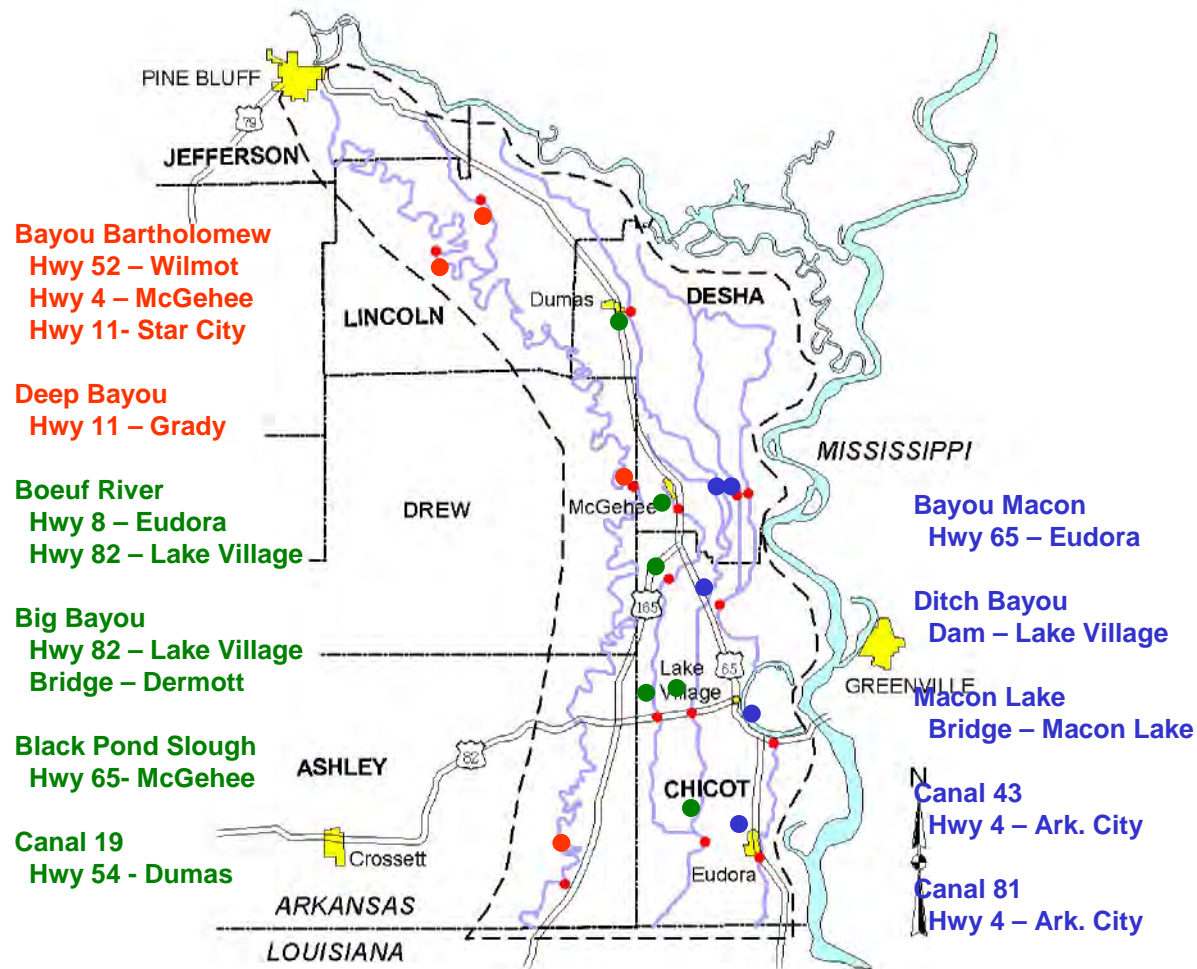 PINE BLUFF
79
JEFFERSON
Bayou Bartholomew
Hwy 52 – Wilmot
Hwy 4 – McGehee
Hwy 11- Star City
Deep Bayou
Hwy 11 – Grady
Boeuf River
Hwy 8 – Eudora
Hwy 82 – Lake Village
Big Bayou
Hwy 82 – Lake Village
Bridge – Dermott
Black Pond Slough
Hwy 65- McGehee
Canal 19
Hwy 54 - Dumas
LINCOLN
Dumas
DESHA
DREW
McGehee
MISSISSIPPI
165
65
Lake
Village
GREENVILLE
82
ASHLEY
CHICOT
Crossett
Eudora
ARKANSAS
LOUISIANA
Bayou Macon
Hwy 65 – Eudora
Ditch Bayou
Dam – Lake Village
Macon Lake
Bridge – Macon Lake
N
Canal 43
Hwy 4 – Ark. City
Canal 81
Hwy 4 – Ark. City